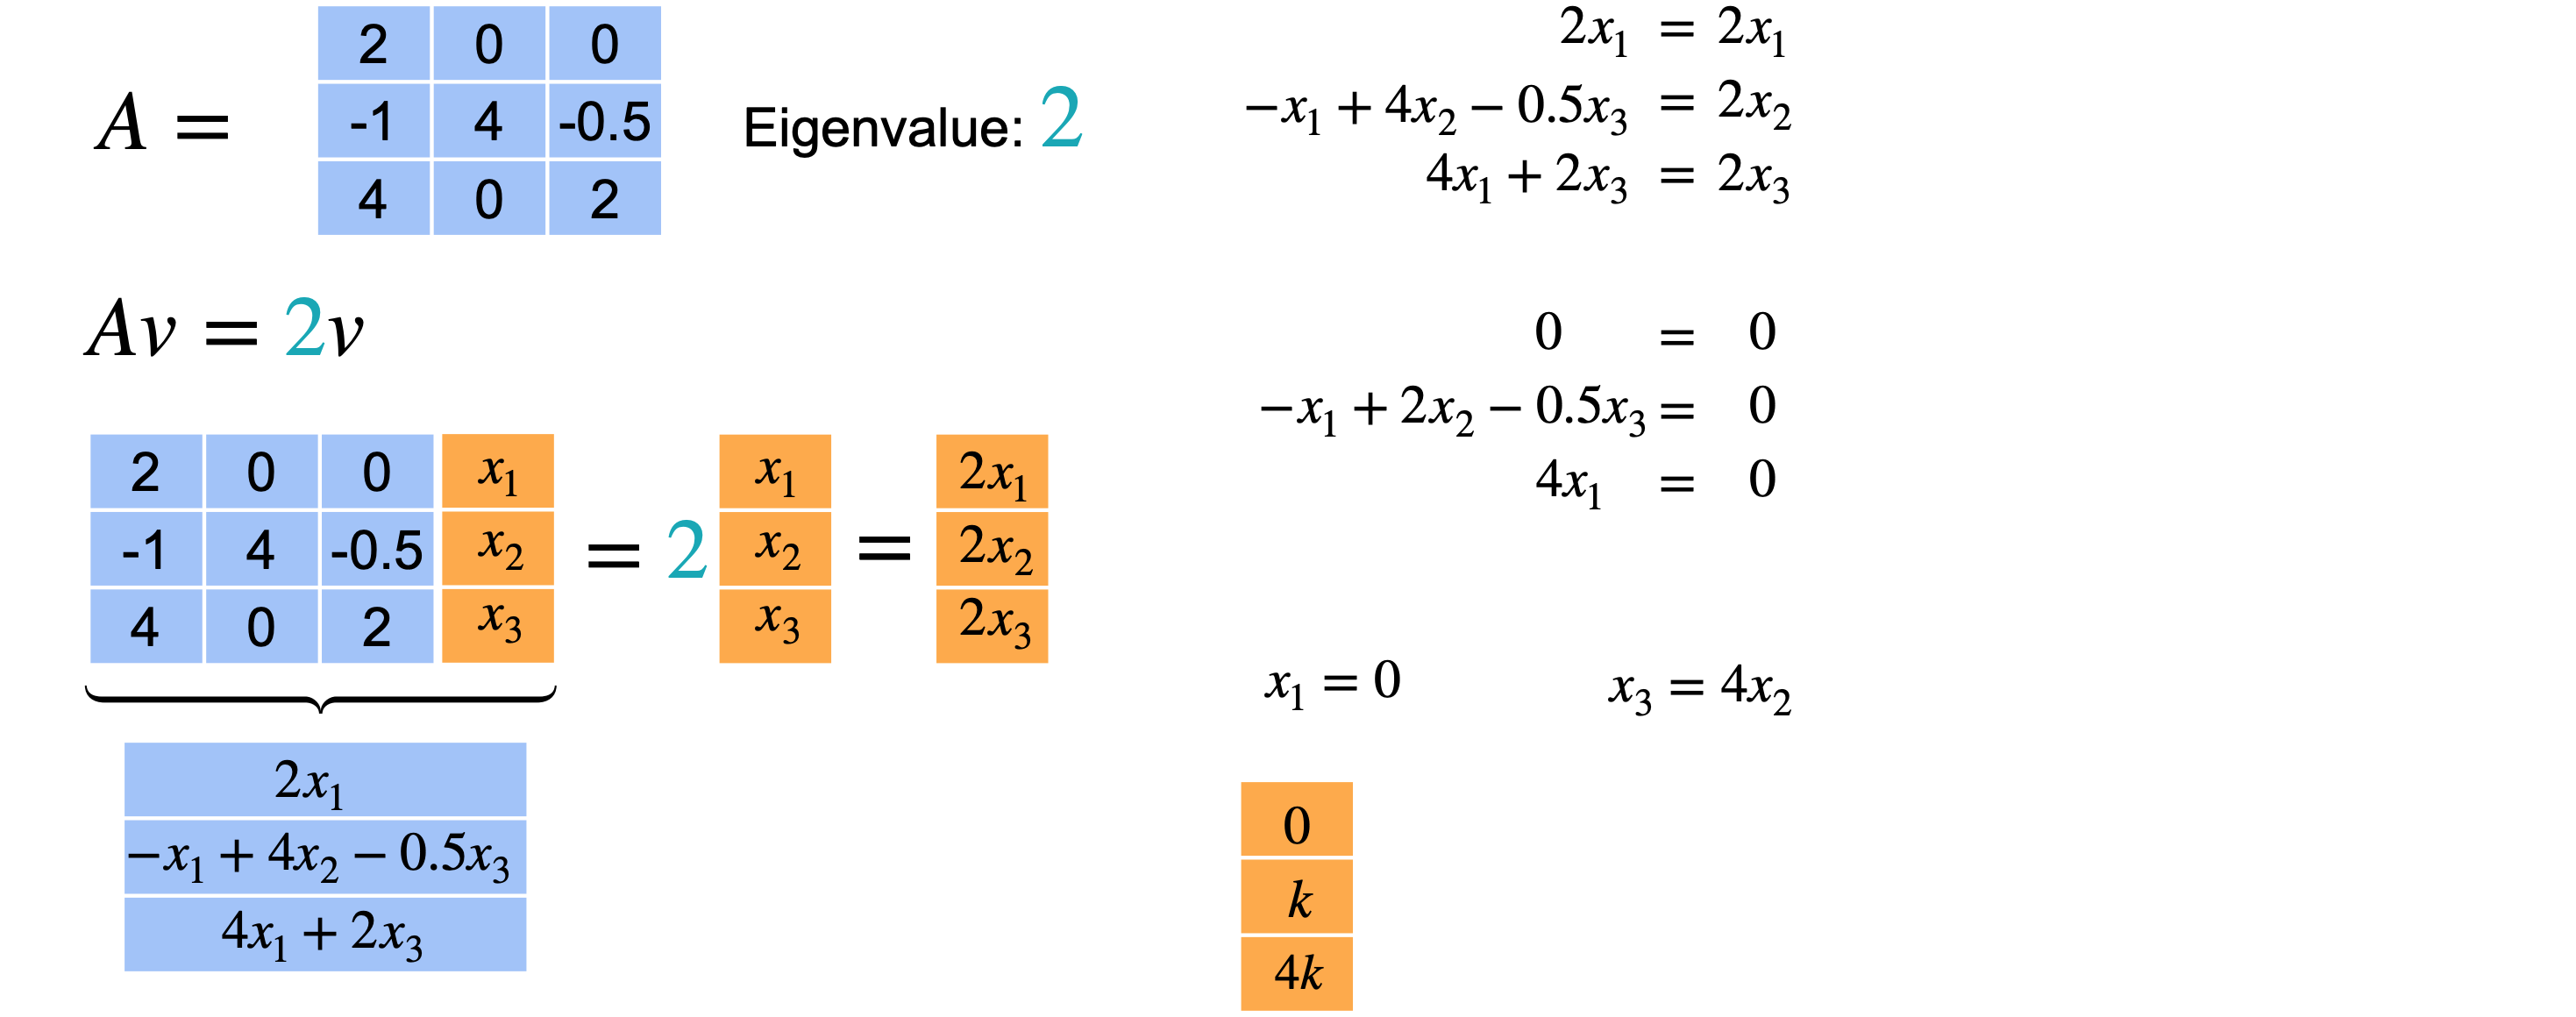 A =
2 0 0
-1 4 -0.5
4 0 2
Eigenvalue: 2
Av = 2v
2 0 0 x₁ = 2 x₁ = 2x₁
-1 4 -0.5 x₂ x₂ 2x₂
4 0 2 x₃ x₃ 2x₃
2x₁
−x₁ + 4x₂ − 0.5x₃
4x₁ + 2x₃
2x₁ = 2x₁
−x₁ + 4x₂ − 0.5x₃ = 2x₂
4x₁ + 2x₃ = 2x₃
0 = 0
−x₁ + 2x₂ − 0.5x₃ = 0
4x₁ = 0
x₁ = 0 x₃ = 4x₂
0
k
4k